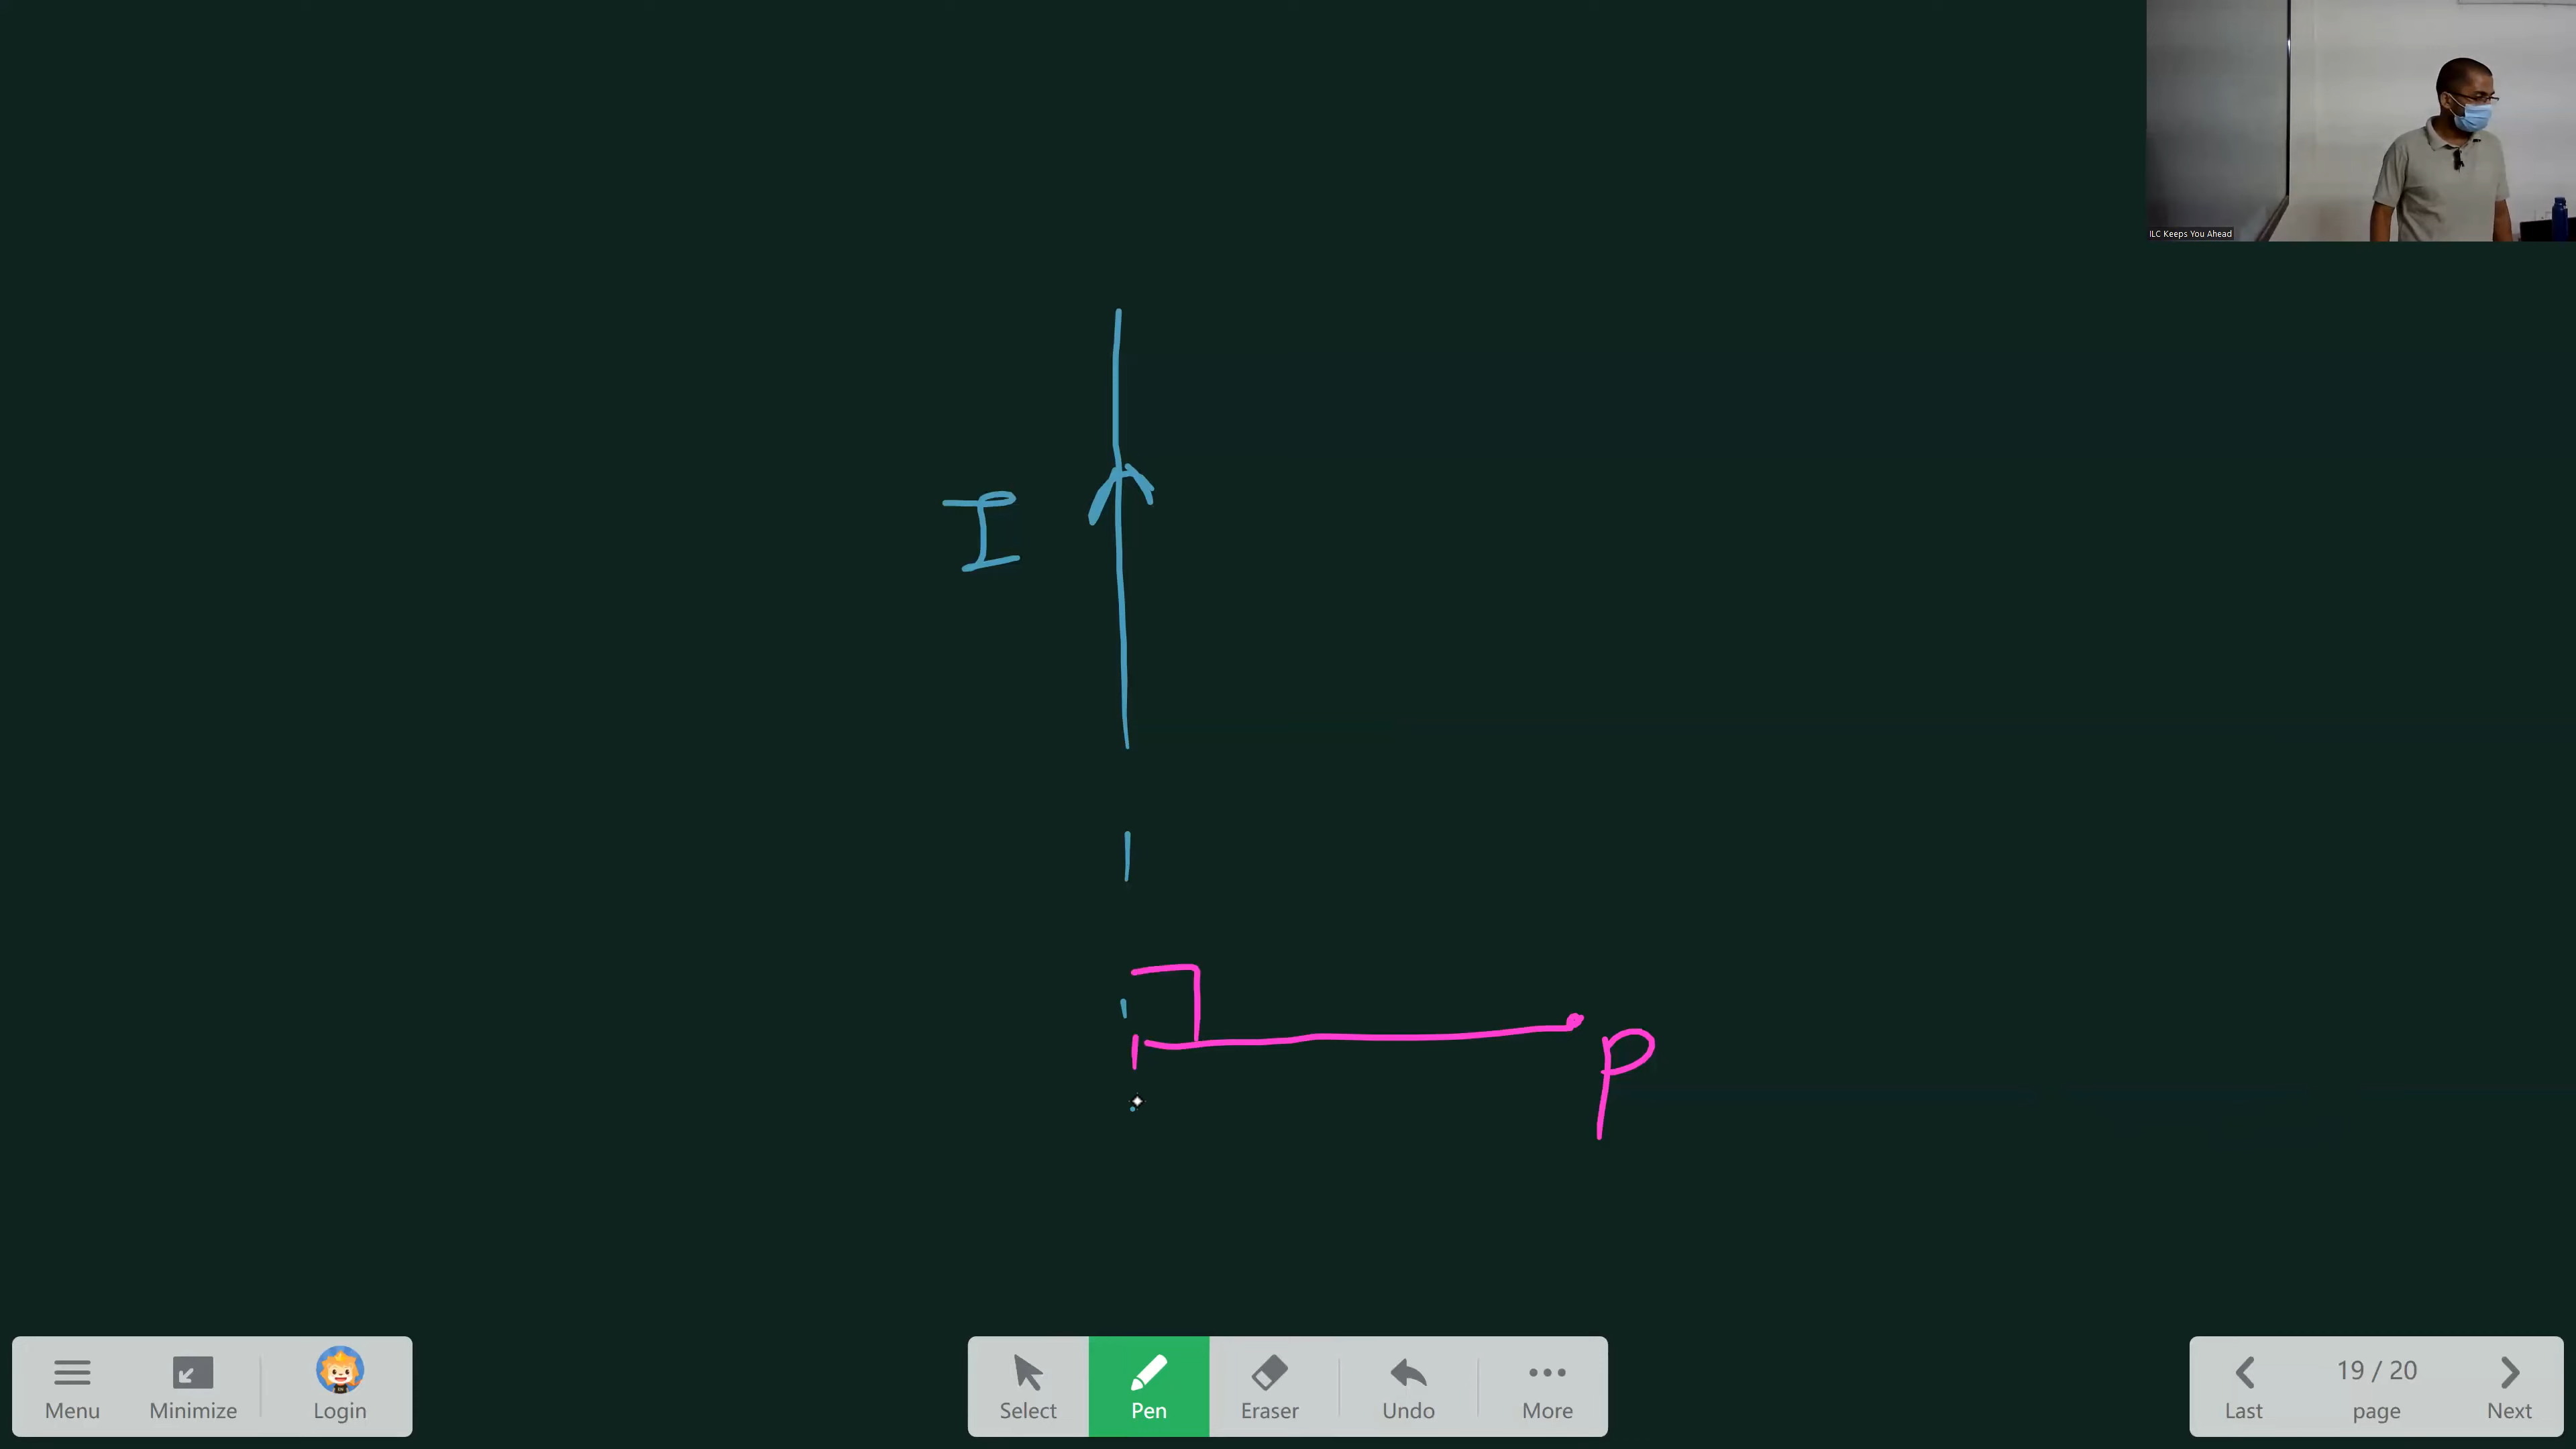 ILC Keeps You Ahead
I
P
Menu
Minimize
Login
Select
Pen
Eraser
Undo
More
Last
19 / 20
page
Next